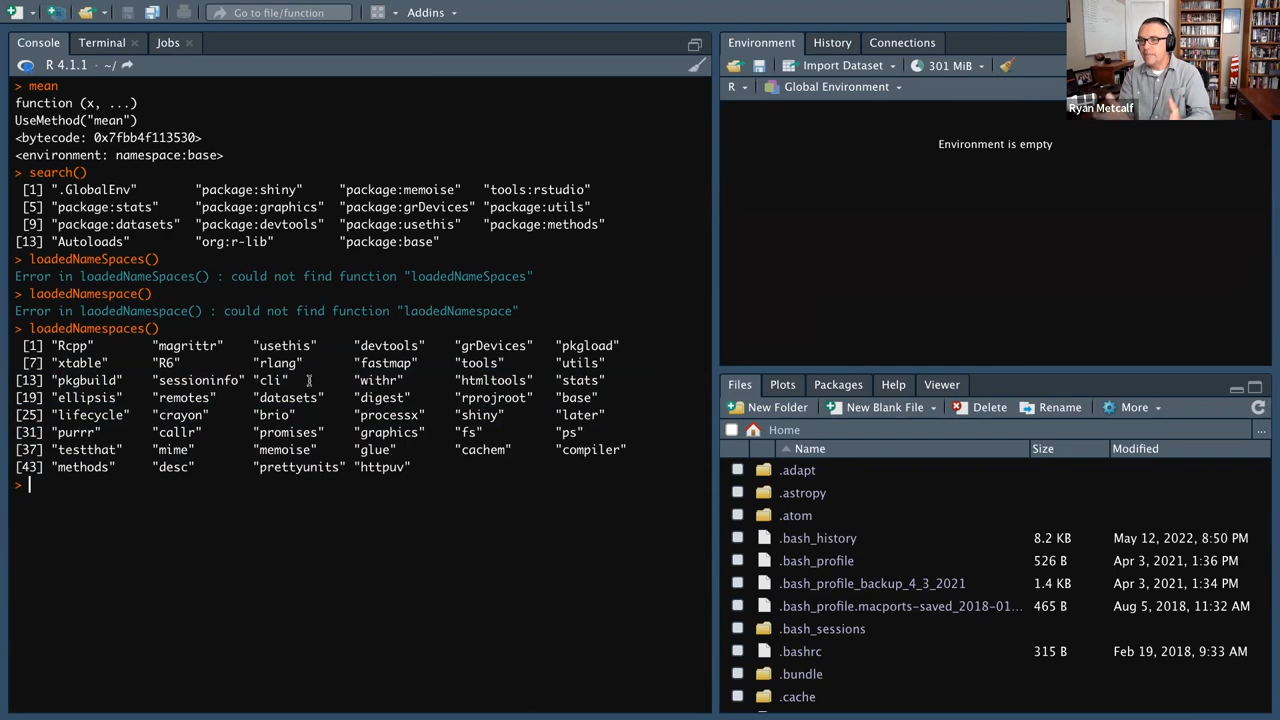 Go to file/function
Addins
Console
Terminal
Jobs
R 4.1.1 · ~/
> mean
function (x, ...)
UseMethod("mean")
<bytecode: 0x7fbb4f113530>
<environment: namespace:base>
> search()
[1] ".GlobalEnv" "package:shiny" "package:memoise" "tools:rstudio"
[5] "package:stats" "package:graphics" "package:grDevices" "package:utils"
[9] "package:datasets" "package:devtools" "package:usethis" "package:methods"
[13] "Autoloads" "org:r-lib" "package:base"
> loadedNameSpaces()
Error in loadedNameSpaces() : could not find function "loadedNameSpaces"
> laodedNamespace()
Error in laodedNamespace() : could not find function "laodedNamespace"
> loadedNamespaces()
[1] "Rcpp" "magrittr" "usethis" "devtools" "grDevices" "pkgload"
[7] "xtable" "R6" "rlang" "fastmap" "tools" "utils"
[13] "pkgbuild" "sessioninfo" "cli" "withr" "htmltools" "stats"
[19] "ellipsis" "remotes" "datasets" "digest" "rprojroot" "base"
[25] "lifecycle" "crayon" "brio" "processx" "shiny" "later"
[31] "purrr" "callr" "promises" "graphics" "fs" "ps"
[37] "testthat" "mime" "memoise" "glue" "cachem" "compiler"
[43] "methods" "desc" "prettyunits" "httpuv"
>
Environment
History
Connections
Import Dataset
301 MiB
R
Global Environment
Environment is empty
Ryan Metcalf
Files
Plots
Packages
Help
Viewer
New Folder
New Blank File
Delete
Rename
More
Home
...
Name Size Modified
.adapt
.astropy
.atom
.bash_history 8.2 KB May 12, 2022, 8:50 PM
.bash_profile 526 B Apr 3, 2021, 1:36 PM
.bash_profile_backup_4_3_2021 1.4 KB Apr 3, 2021, 1:34 PM
.bash_profile.macports-saved_2018-01... 465 B Aug 5, 2018, 11:32 AM
.bash_sessions
.bashrc 315 B Feb 19, 2018, 9:33 AM
.bundle
.cache